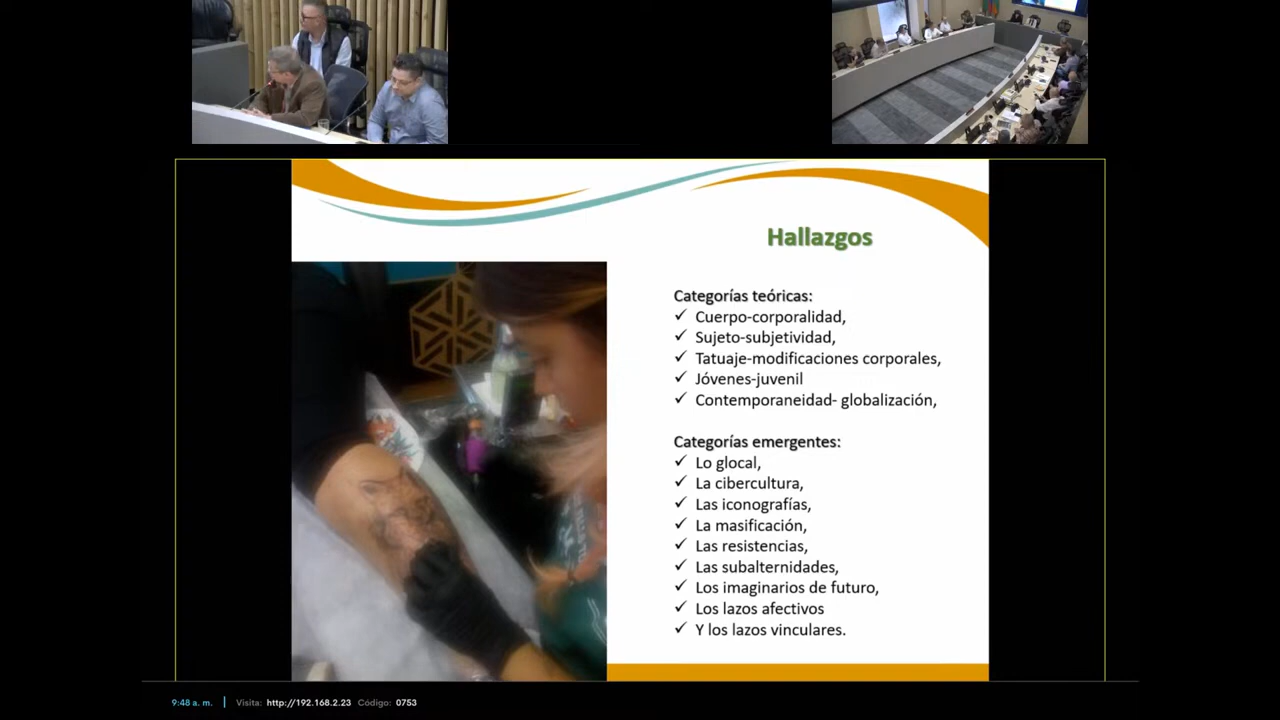 Hallazgos
Categorías teóricas:
✓ Cuerpo-corporalidad,
✓ Sujeto-subjetividad,
✓ Tatuaje-modificaciones corporales,
✓ Jóvenes-juvenil
✓ Contemporaneidad- globalización,
Categorías emergentes:
✓ Lo glocal,
✓ La cibercultura,
✓ Las iconografías,
✓ La masificación,
✓ Las resistencias,
✓ Las subalternidades,
✓ Los imaginarios de futuro,
✓ Los lazos afectivos
✓ Y los lazos vinculares.
9:48 a. m. | Visita: http://192.168.2.23 Código: 0753